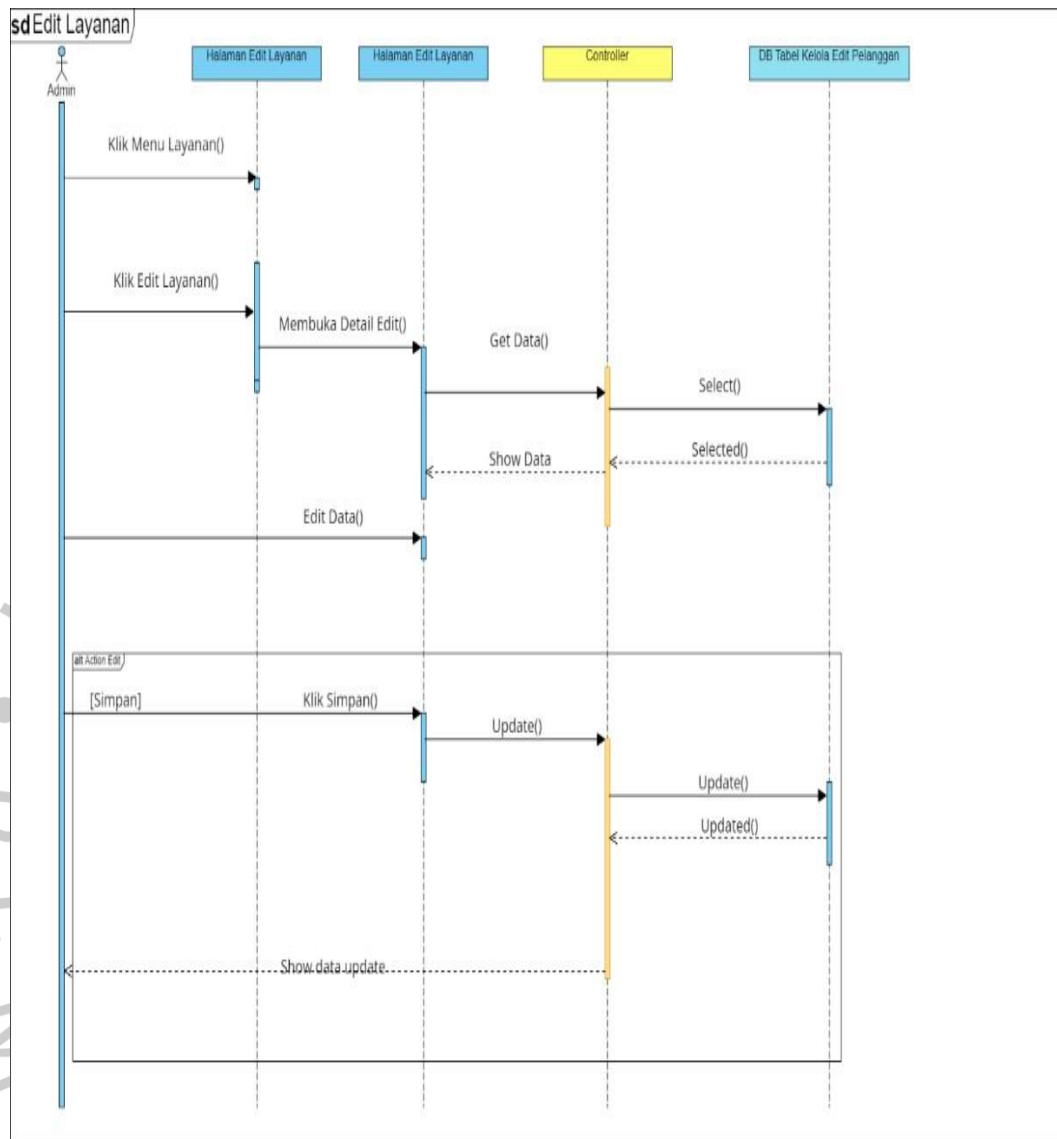 sd Edit Layanan
Halaman Edit Layanan
Halaman Edit Layanan
Controller
DB Tabel Kelola Edit Pelanggan
Admin
Klik Menu Layanan()
Klik Edit Layanan()
Membuka Detail Edit()
Get Data()
Select()
Selected()
Show Data
Edit Data()
alt Action Edit
[Simpan]
Klik Simpan()
Update()
Update()
Updated()
Show data update